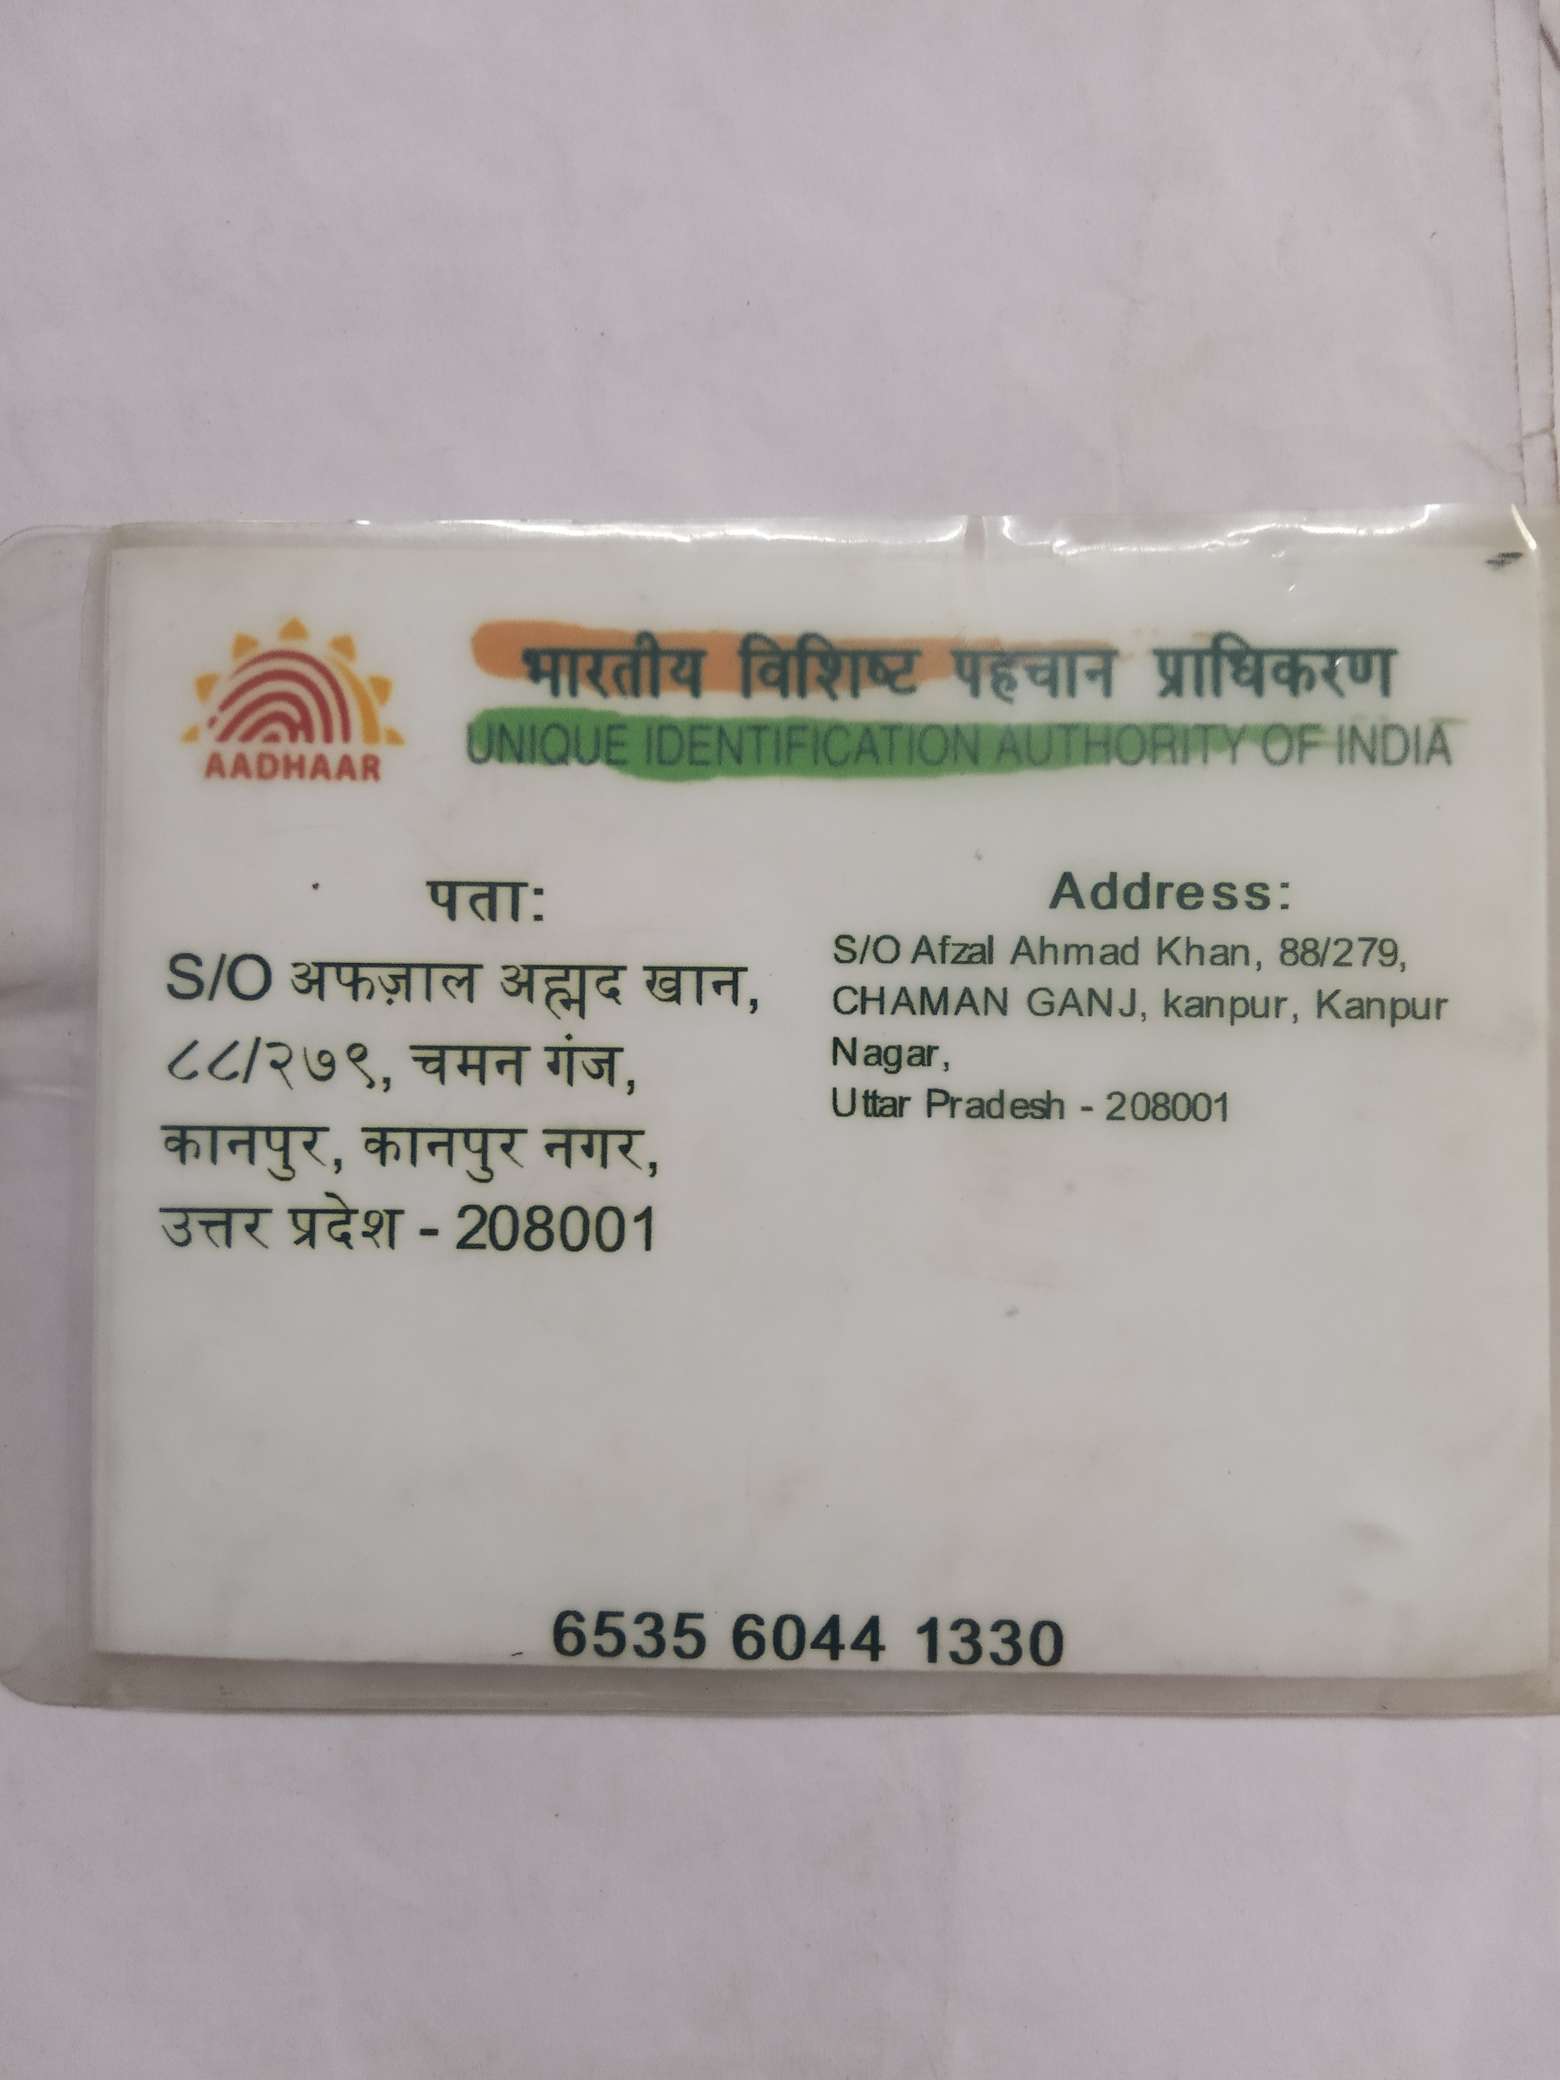 AADHAAR
भारतीय विशिष्ट पहचान प्राधिकरण
UNIQUE IDENTIFICATION AUTHORITY OF INDIA
पता:
S/O अफज़ाल अह्मद खान,
८८/२७९, चमन गंज,
कानपुर, कानपुर नगर,
उत्तर प्रदेश - 208001
Address:
S/O Afzal Ahmad Khan, 88/279,
CHAMAN GANJ, kanpur, Kanpur
Nagar,
Uttar Pradesh - 208001
6535 6044 1330